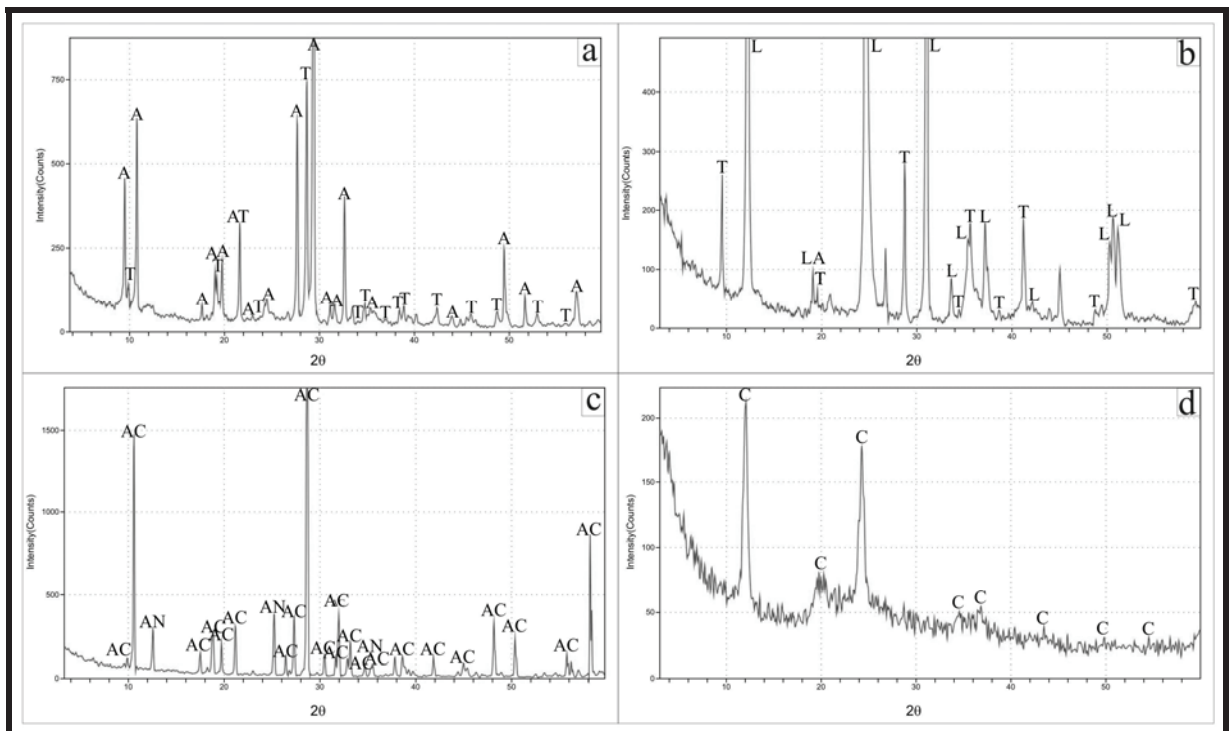 a
A
T
750
A
A
500
A
A
A
Intensity(Counts)
A T
A A
T
250
T
A
A
A A
T
T
A A A
T T
A
T
T
A
T
T
A
T
A
T
A
T
T
0
10 20 30 40 50
2θ
b
L L L
400
Intensity(Counts)
300
T
T
200
T L
T
L
L
L A
T
L
L
100
L
T
T
L
T
T
0
10 20 30 40 50
2θ
c
AC
1500
AC
Intensity(Counts)
1000
AC
500
AN
AC
AC
AC
AC
AC
AN
AC
AC
AC
AC
AN
AC
AC
AC
AC
AC
AC
AC
AC
AC
AC
AC
0
10 20 30 40 50
2θ
d
C
200
C
Intensity(Counts)
150
100
C
50
C C
C
C C
0
10 20 30 40 50
2θ